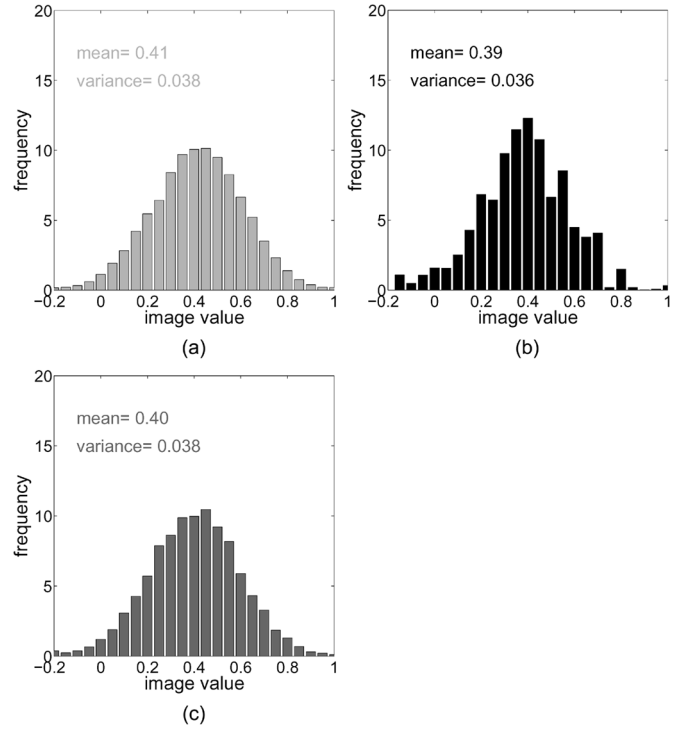 20
15
10
5
0
frequency
mean= 0.41
variance= 0.038
−0.2 0 0.2 0.4 0.6 0.8 1
image value
(a)
20
15
10
5
0
frequency
mean= 0.39
variance= 0.036
−0.2 0 0.2 0.4 0.6 0.8 1
image value
(b)
20
15
10
5
0
frequency
mean= 0.40
variance= 0.038
−0.2 0 0.2 0.4 0.6 0.8 1
image value
(c)